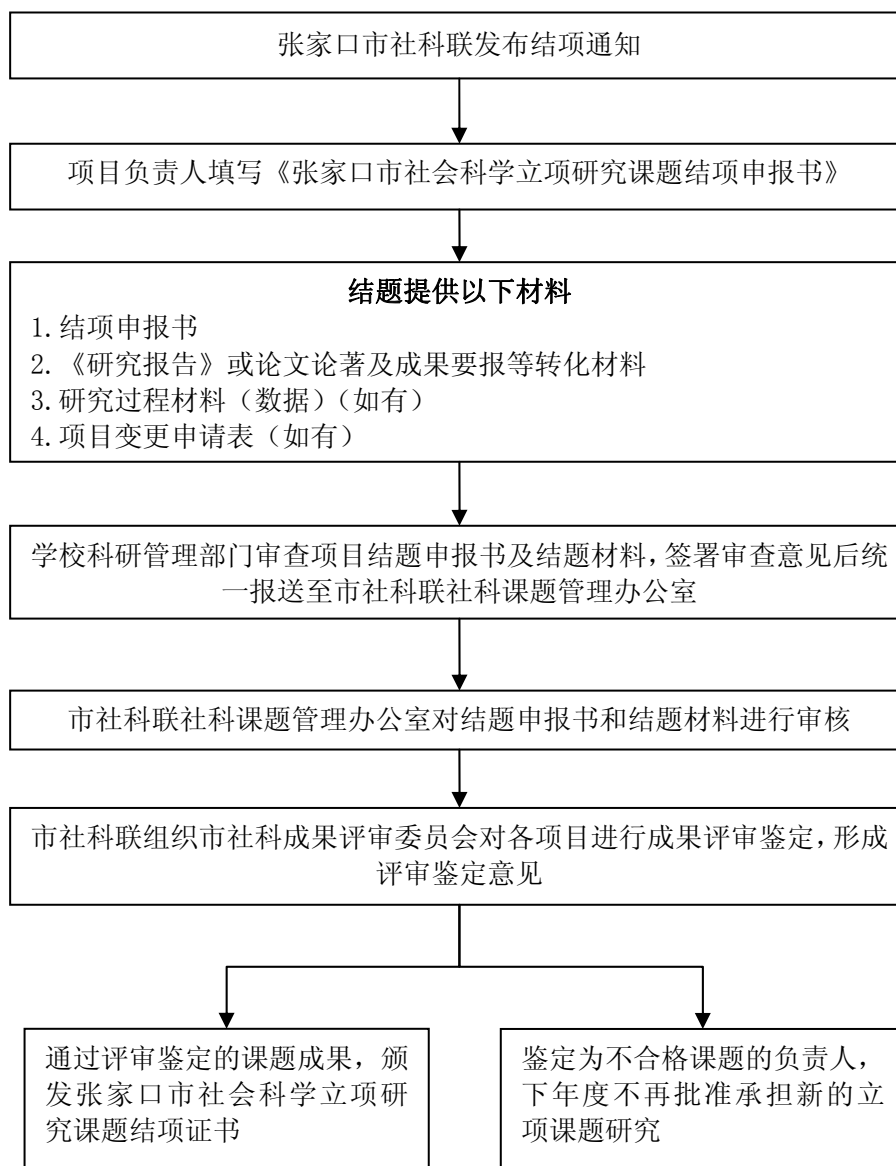 张家口市社科联发布结项通知
项目负责人填写《张家口市社会科学立项研究课题结项申报书》
结题提供以下材料
1.结项申报书
2.《研究报告》或论文论著及成果要报等转化材料
3.研究过程材料（数据）（如有）
4.项目变更申请表（如有）
学校科研管理部门审查项目结题申报书及结题材料，签署审查意见后统
一报送至市社科联社科课题管理办公室
市社科联社科课题管理办公室对结题申报书和结题材料进行审核
市社科联组织市社科成果评审委员会对各项目进行成果评审鉴定，形成
评审鉴定意见
通过评审鉴定的课题成果，颁
发张家口市社会科学立项研
究课题结项证书
鉴定为不合格课题的负责人，
下年度不再批准承担新的立
项课题研究